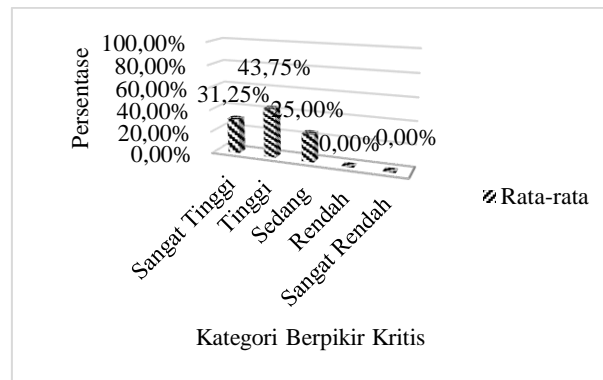 100,00%
80,00%
60,00%
40,00%
20,00%
0,00%
Persentase
31,25%
43,75%
25,00%
0,00%
0,00%
Sangat Tinggi
Tinggi
Sedang
Rendah
Sangat Rendah
Rata-rata
Kategori Berpikir Kritis